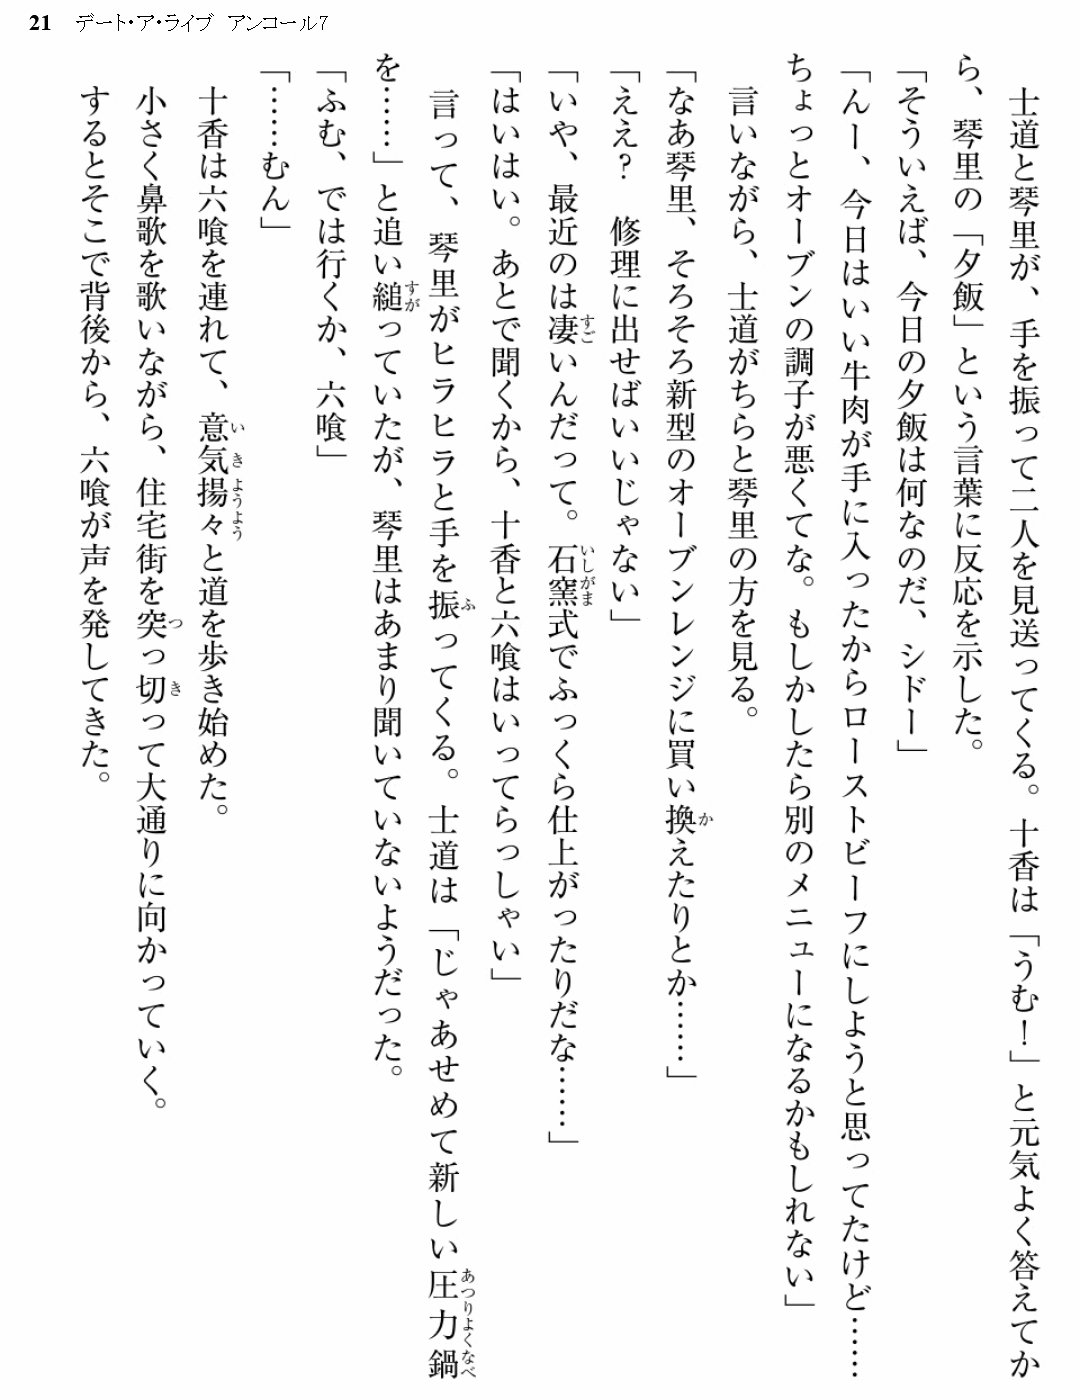 21 デート・ア・ライブ アンコール7
士道と琴里が、手を振って二人を見送ってくる。十香は「うむ！」と元気よく答えてか
ら、琴里の「夕飯」という言葉に反応を示した。
「そういえば、今日の夕飯は何なのだ、シドー」
「んー、今日はいい牛肉が手に入ったからローストビーフにしようと思ってたけど……
ちょっとオーブンの調子が悪くてな。もしかしたら別のメニューになるかもしれない」
言いながら、士道がちらと琴里の方を見る。
「なあ琴里、そろそろ新型のオーブンレンジに買い換えたりとか……」
「ええ？　修理に出せばいいじゃない」
「いや、最近のは凄いんだって。石窯式でふっくら仕上がったりだな……」
「はいはい。あとで聞くから、十香と六喰はいってらっしゃい」
言って、琴里がヒラヒラと手を振ってくる。士道は「じゃあせめて新しい圧力鍋
を……」と追い縋っていたが、琴里はあまり聞いていないようだった。
「ふむ、では行くか、六喰」
「……むん」
十香は六喰を連れて、意気揚々と道を歩き始めた。
小さく鼻歌を歌いながら、住宅街を突っ切って大通りに向かっていく。
するとそこで背後から、六喰が声を発してきた。